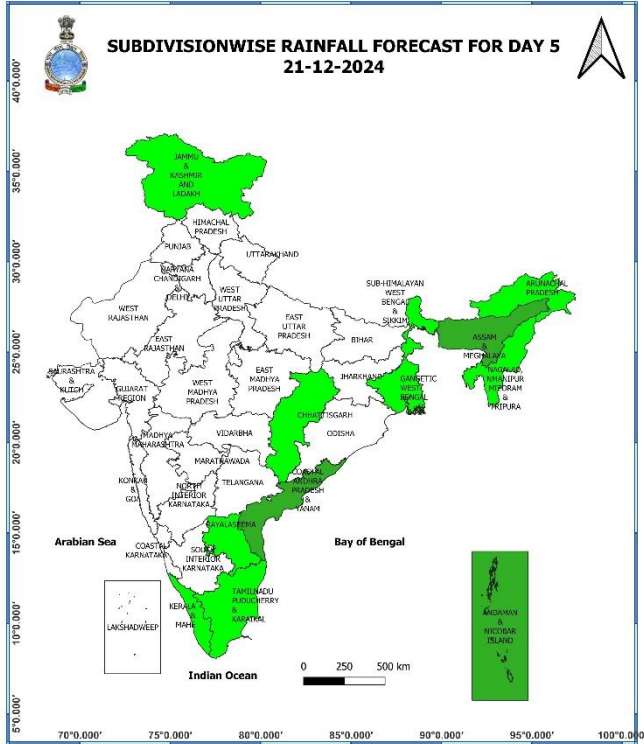 SUBDIVISIONWISE RAINFALL FORECAST FOR DAY 5
21-12-2024
40°0.000'
35°0.000'
30°0.000'
25°0.000'
20°0.000'
15°0.000'
10°0.000'
5°0.000'
JAMMU
&
KASHMIR
AND
LADAKH
HIMACHAL
PRADESH
PUNJAB
UTTARAKHAND
HARYANA
CHANDIGARH
&
DELHI
WEST
UTTAR
PRADESH
WEST
RAJASTHAN
EAST
RAJASTHAN
EAST
UTTAR
PRADESH
SUB-HIMALAYAN
WEST
BENGAL
&
SIKKIM
ARUNACHAL
PRADESH
ASSAM
&
MEGHALAYA
NAGALAD,
NMANIPUR
MIZORAM
&
TRIPURA
BIHAR
SAURASHTRA
&
KUTCH
GUJARAT
REGION
WEST
MADHYA
PRADESH
EAST
MADHYA
PRADESH
JHARKHAND
GANGETIC
WEST
BENGAL
CHHATTISGARH
ODISHA
MADHYA
MAHARASHTRA
VIDARBHA
MARATHAWADA
KONKAN
&
GOA
NORTH
INTERIOR
KARNATAKA
TELANGANA
COASTAL
ANDHRA
PRADESH
&
YANAM
RAYALASEEMA
Arabian Sea
COASTAL
KARNATAKA
SOUTH
INTERIOR
KARNATAKA
Bay of Bengal
LAKSHADWEEP
KERALA
&
MAHE
TAMILNADU
PUDUCHERRY
&
KARAIKAL
ANDAMAN
&
NICOBAR
ISLAND
Indian Ocean
0 250 500 km
70°0.000' 75°0.000' 80°0.000' 85°0.000' 90°0.000' 95°0.000' 100°0.000'